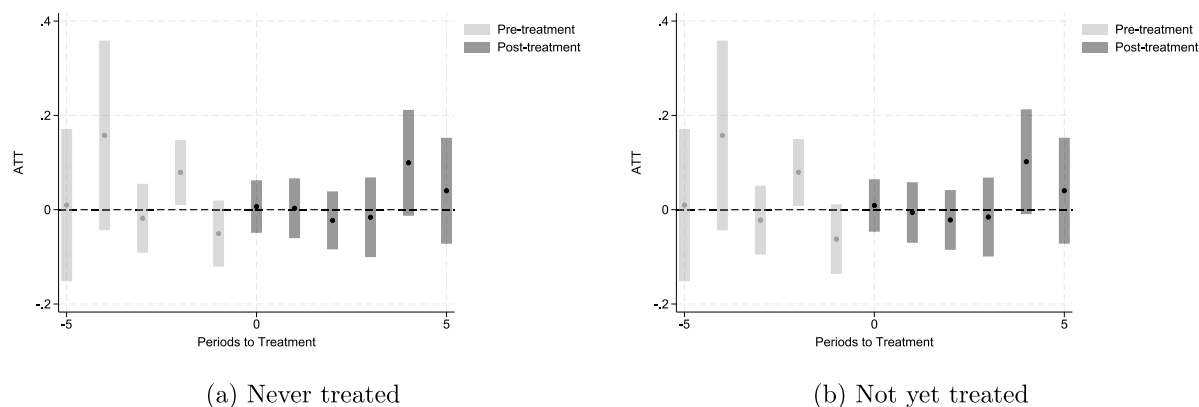 .4
.2
0
-.2
ATT
-5
0
5
Periods to Treatment
Pre-treatment
Post-treatment
(a) Never treated
.4
.2
0
-.2
ATT
-5
0
5
Periods to Treatment
Pre-treatment
Post-treatment
(b) Not yet treated